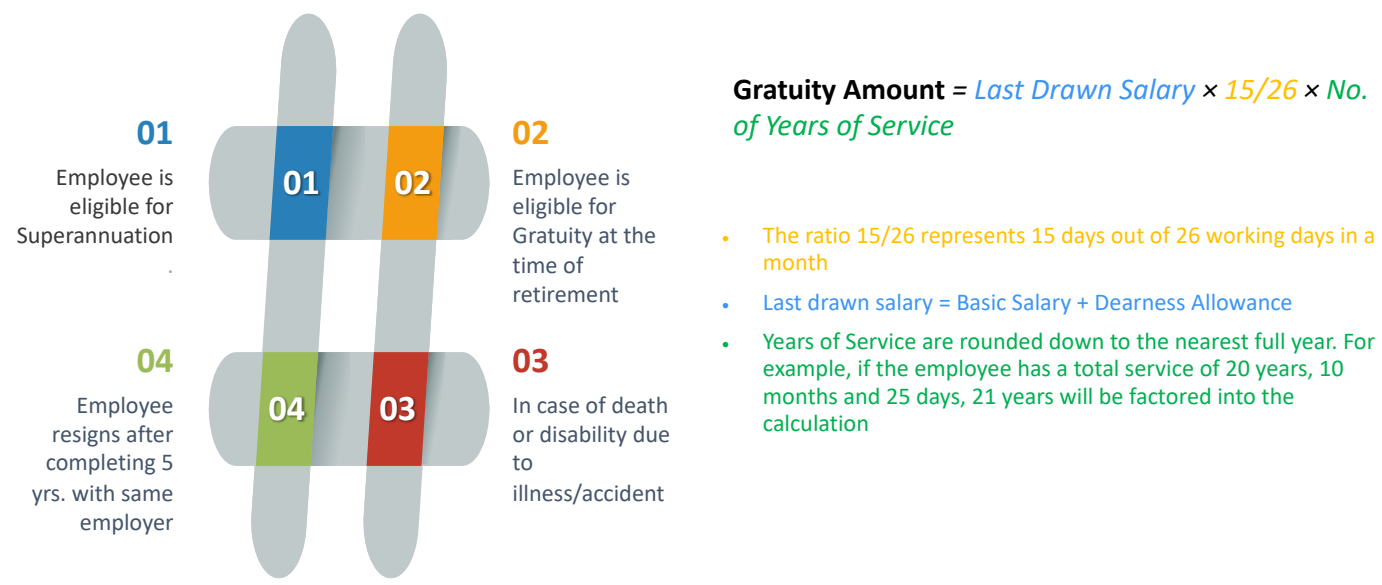 01
Employee is
eligible for
Superannuation
.
01
02
02
Employee is
eligible for
Gratuity at the
time of
retirement
04
Employee
resigns after
completing 5
yrs. with same
employer
04
03
03
In case of death
or disability due
to
illness/accident
Gratuity Amount = Last Drawn Salary × 15/26 × No.
of Years of Service
• The ratio 15/26 represents 15 days out of 26 working days in a
month
• Last drawn salary = Basic Salary + Dearness Allowance
• Years of Service are rounded down to the nearest full year. For
example, if the employee has a total service of 20 years, 10
months and 25 days, 21 years will be factored into the
calculation